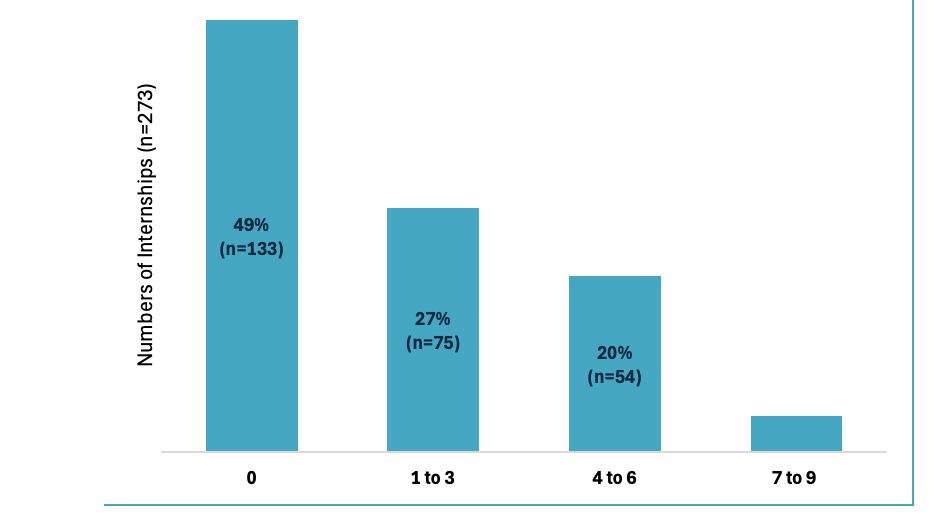 Numbers of Internships (n=273)
49%
(n=133)
27%
(n=75)
20%
(n=54)
0
1 to 3
4 to 6
7 to 9